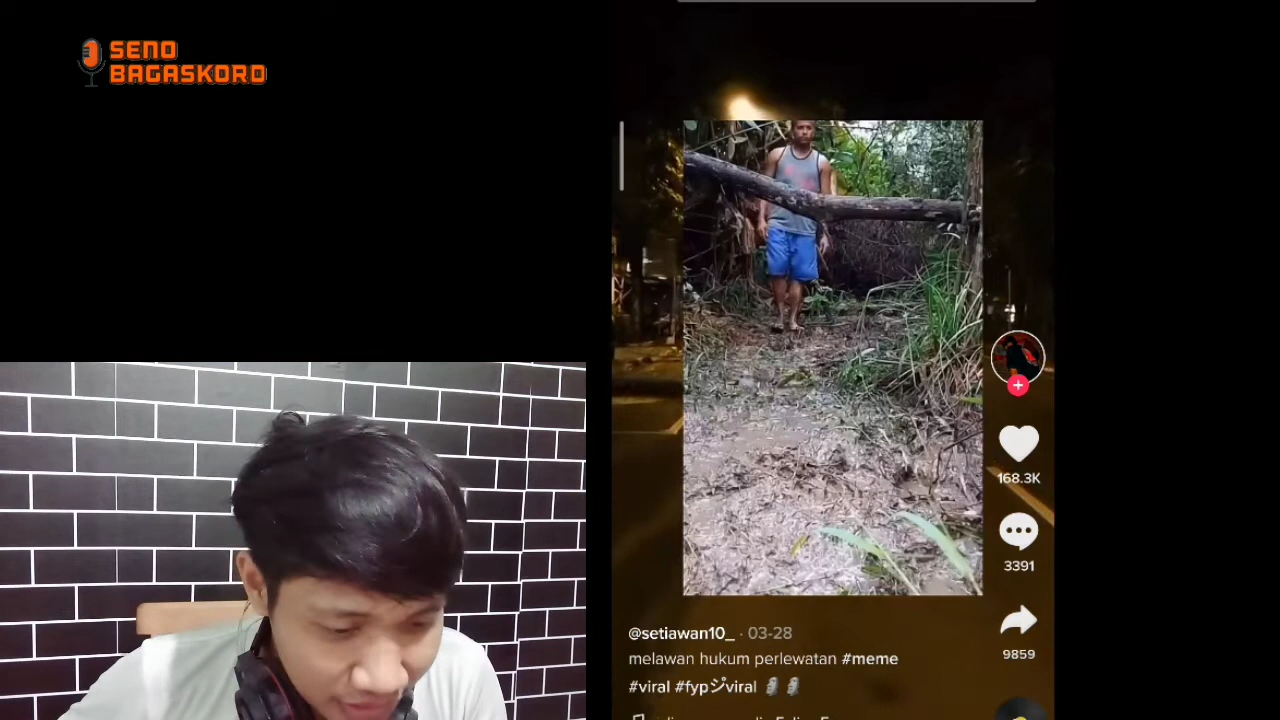 SENO
BAGASKORO
168.3K
3391
9859
@setiawan10_ · 03-28
melawan hukum perlewatan #meme
#viral #fypジviral 🗿🗿